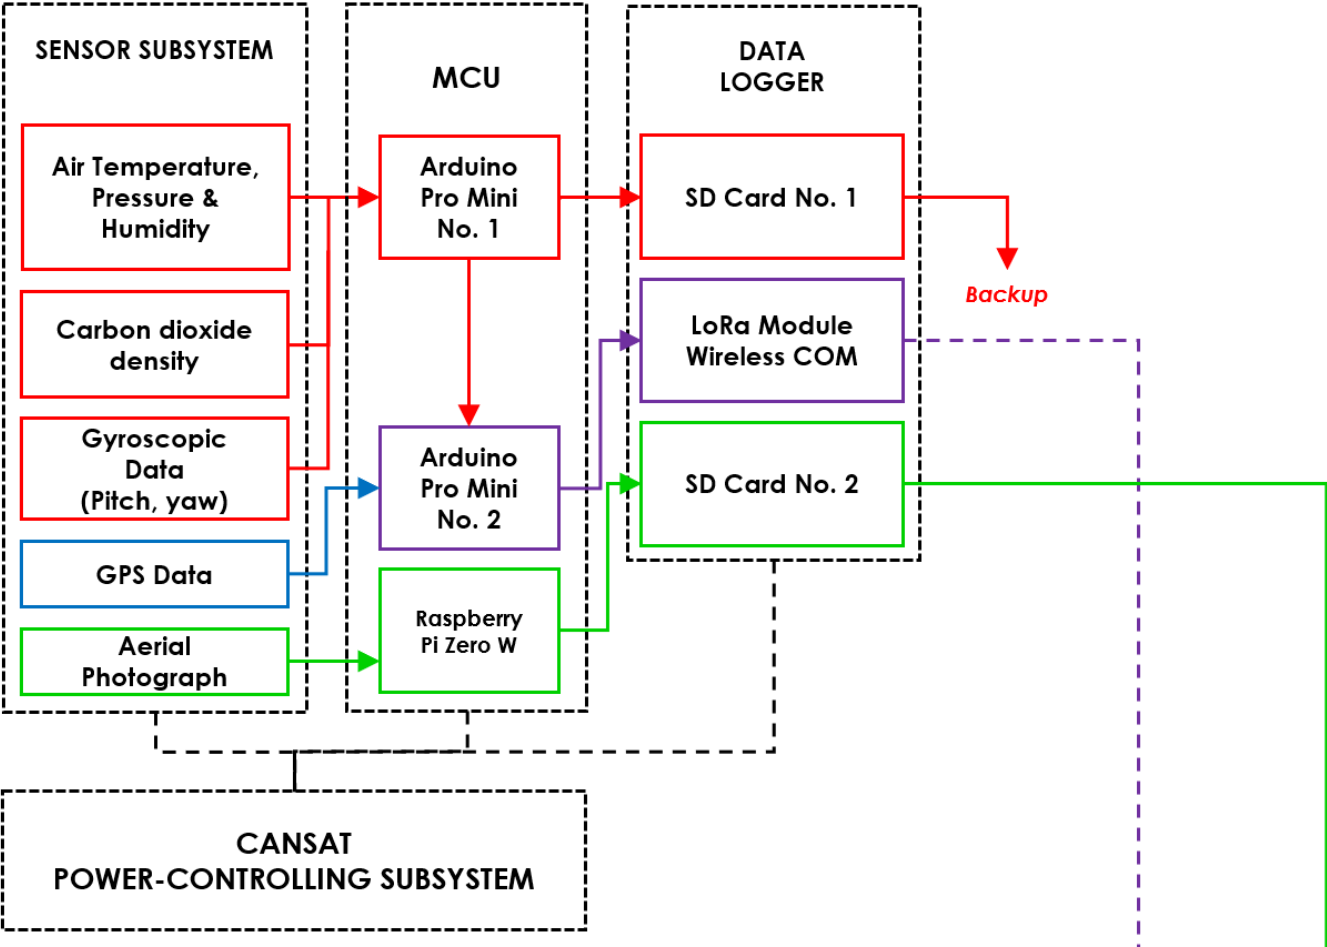 SENSOR SUBSYSTEM
Air Temperature,
Pressure &
Humidity
Carbon dioxide
density
Gyroscopic
Data
(Pitch, yaw)
GPS Data
Aerial
Photograph
MCU
Arduino
Pro Mini
No. 1
Arduino
Pro Mini
No. 2
Raspberry
Pi Zero W
DATA
LOGGER
SD Card No. 1
LoRa Module
Wireless COM
SD Card No. 2
Backup
CANSAT
POWER-CONTROLLING SUBSYSTEM